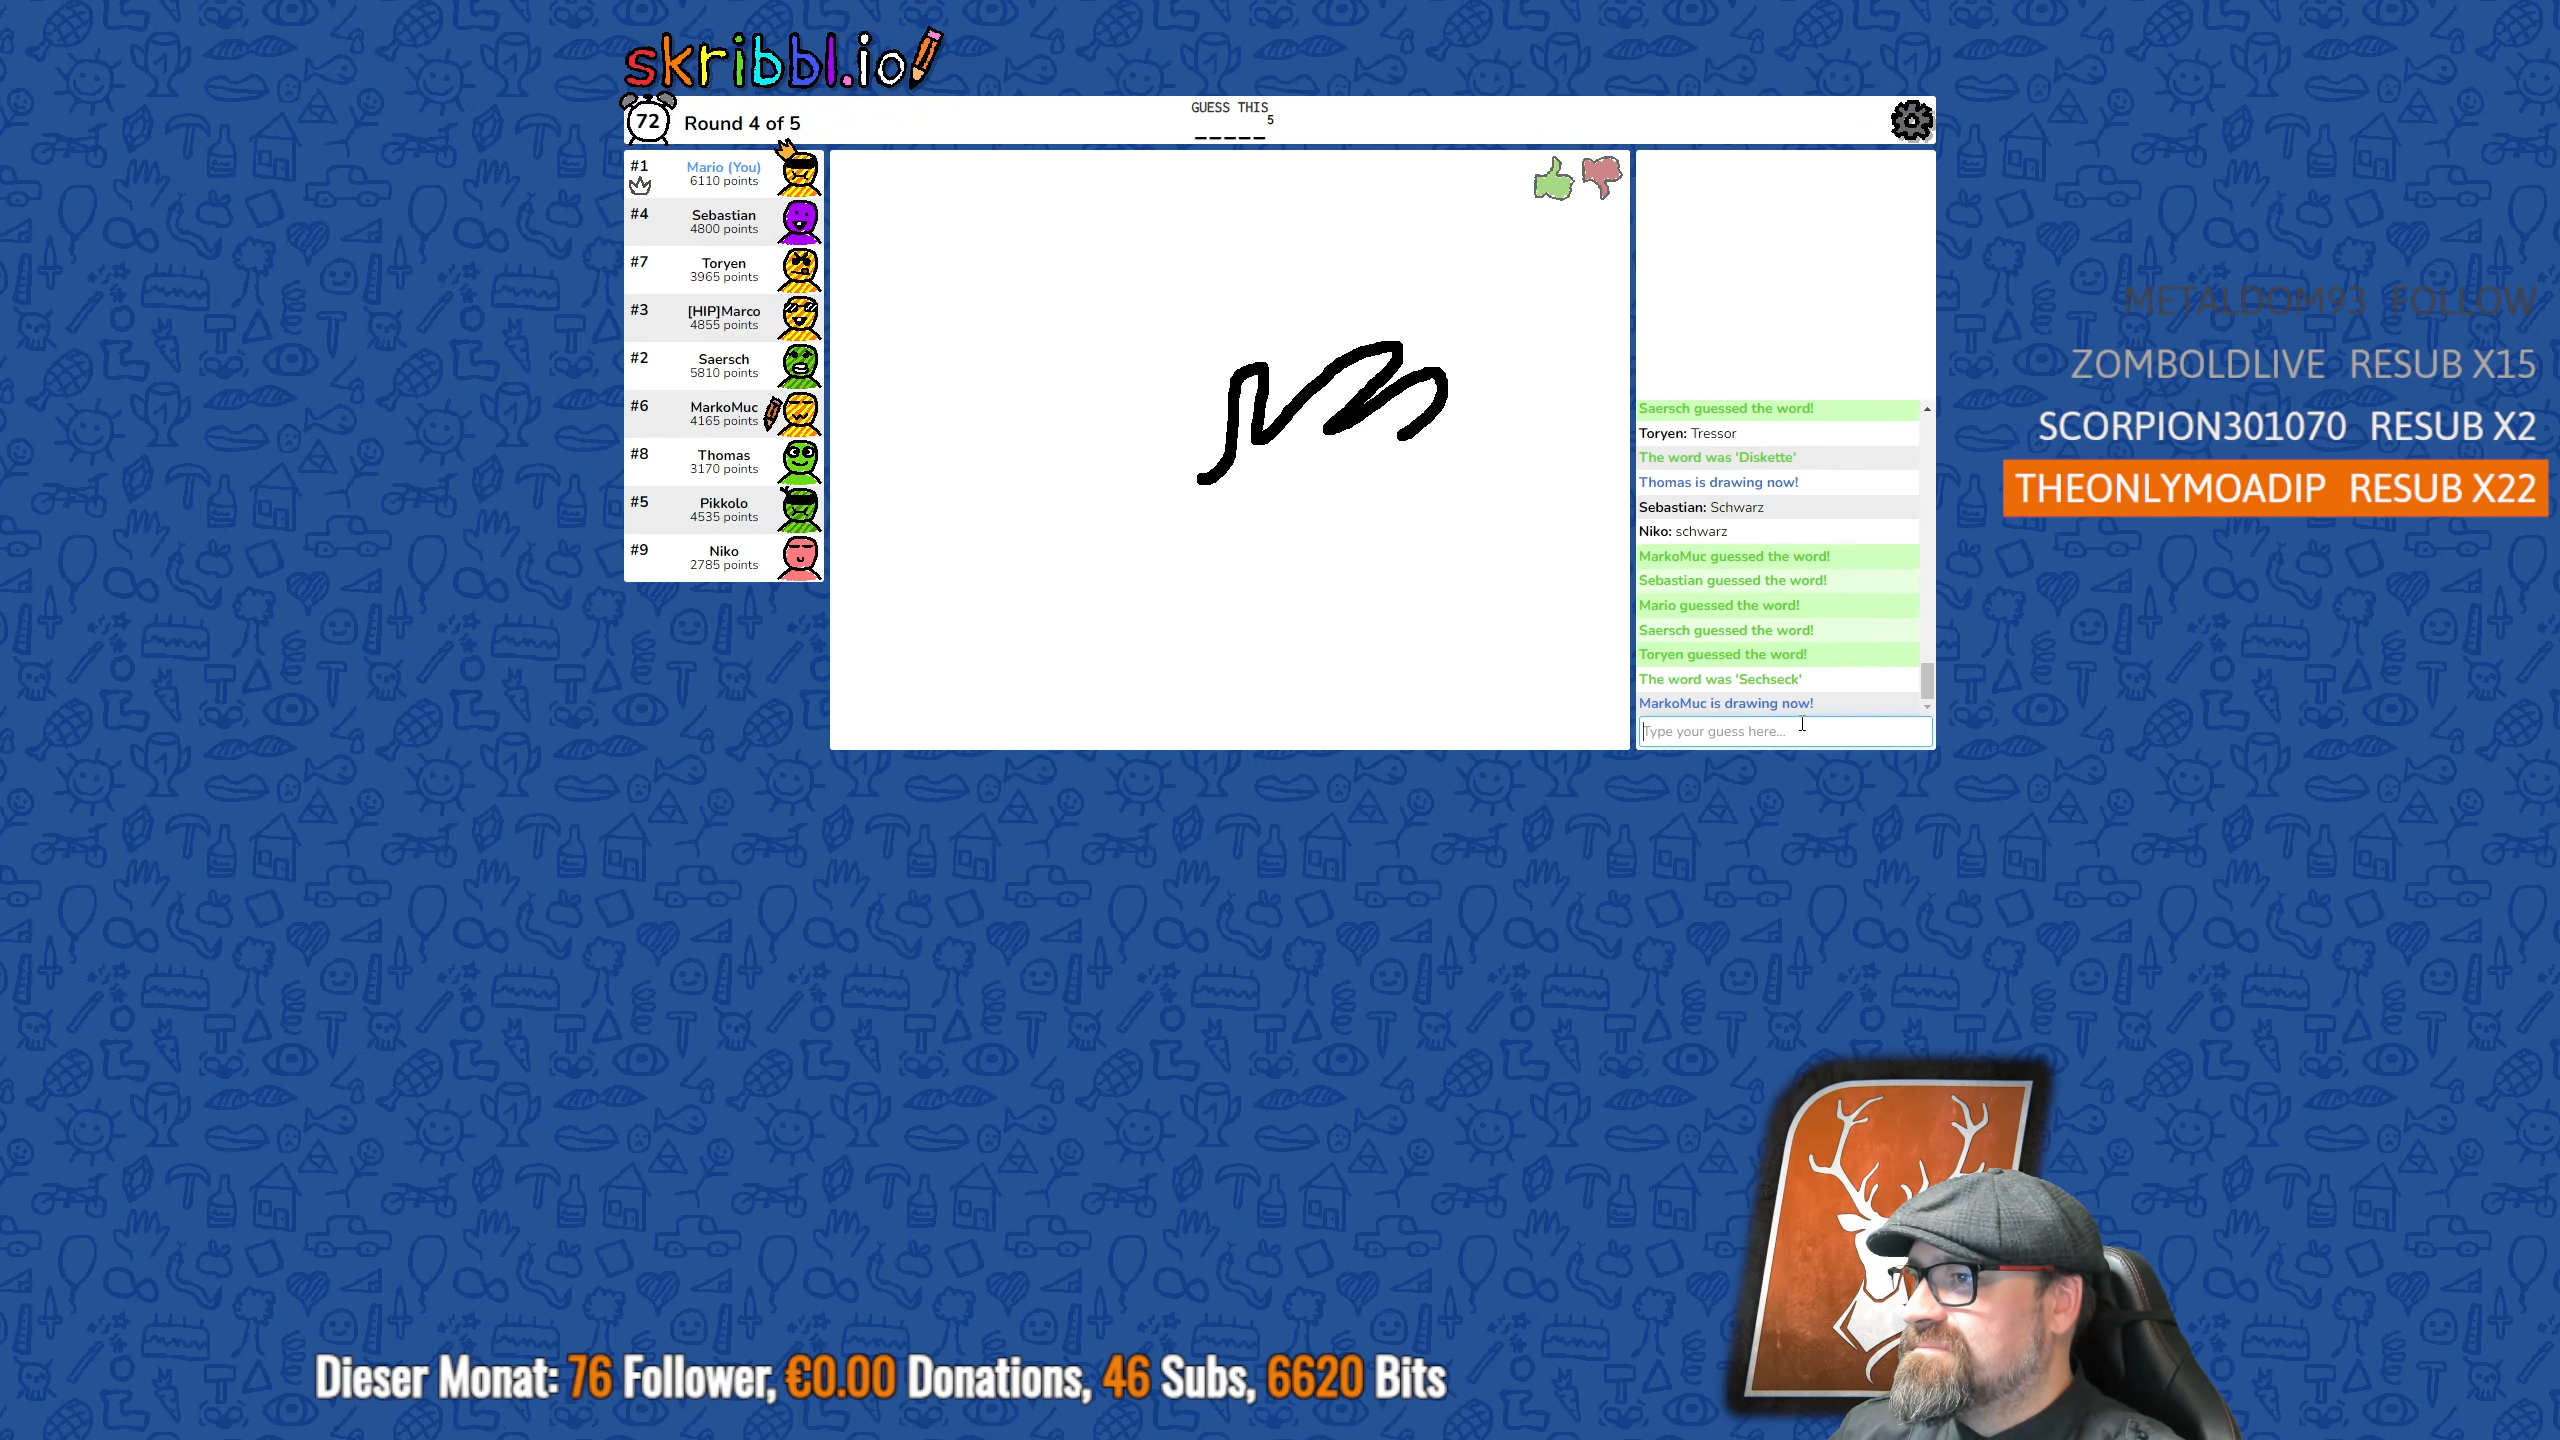 skribbl.io
72
Round 4 of 5
GUESS THIS
_____ 5
#1
Mario (You)
6110 points
#4
Sebastian
4800 points
#7
Toryen
3965 points
#3
[HIP]Marco
4855 points
#2
Saersch
5810 points
#6
MarkoMuc
4165 points
#8
Thomas
3170 points
#5
Pikkolo
4535 points
#9
Niko
2785 points
Saersch guessed the word!
Toryen: Tressor
The word was 'Diskette'
Thomas is drawing now!
Sebastian: Schwarz
Niko: schwarz
MarkoMuc guessed the word!
Sebastian guessed the word!
Mario guessed the word!
Saersch guessed the word!
Toryen guessed the word!
The word was 'Sechseck'
MarkoMuc is drawing now!
Type your guess here...
METALDOM93 FOLLOW
ZOMBOLDLIVE RESUB X15
SCORPION301070 RESUB X2
THEONLYMOADIP RESUB X22
Dieser Monat: 76 Follower, €0.00 Donations, 46 Subs, 6620 Bits